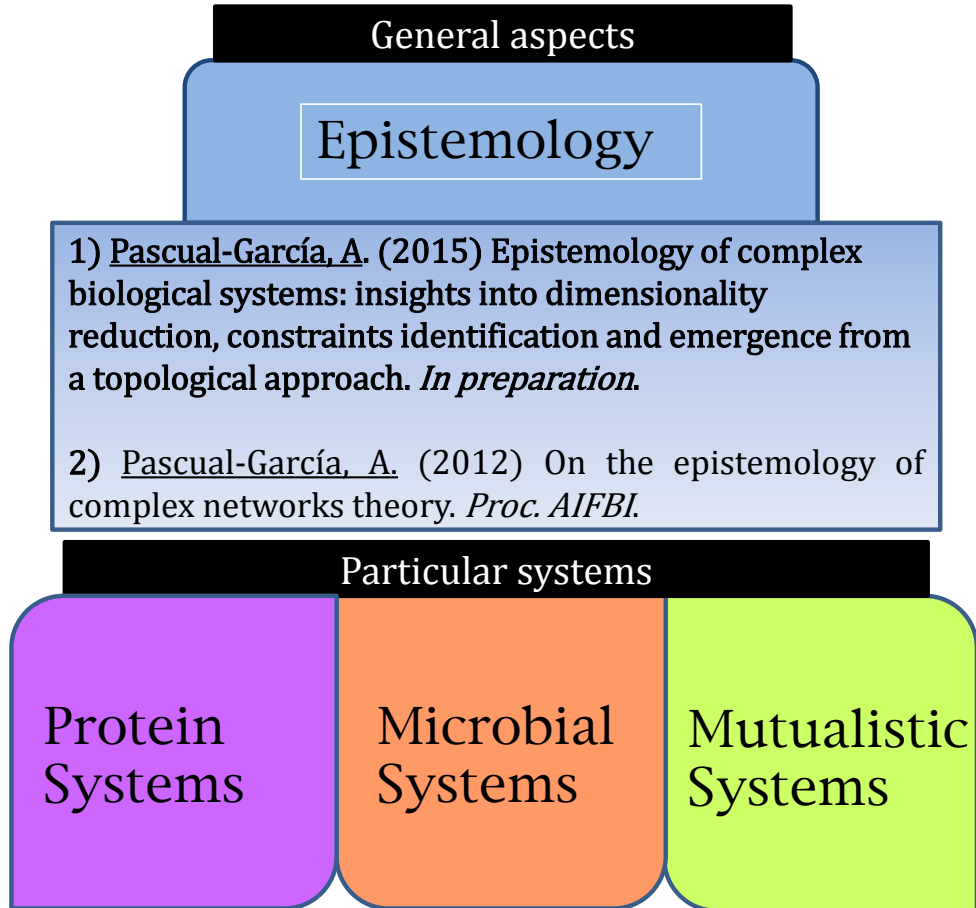 General aspects
Epistemology
1) Pascual-García, A. (2015) Epistemology of complex
biological systems: insights into dimensionality
reduction, constraints identification and emergence from
a topological approach. In preparation.
2) Pascual-García, A. (2012) On the epistemology of
complex networks theory. Proc. AIFBI.
Particular systems
Protein
Systems
Microbial
Systems
Mutualistic
Systems